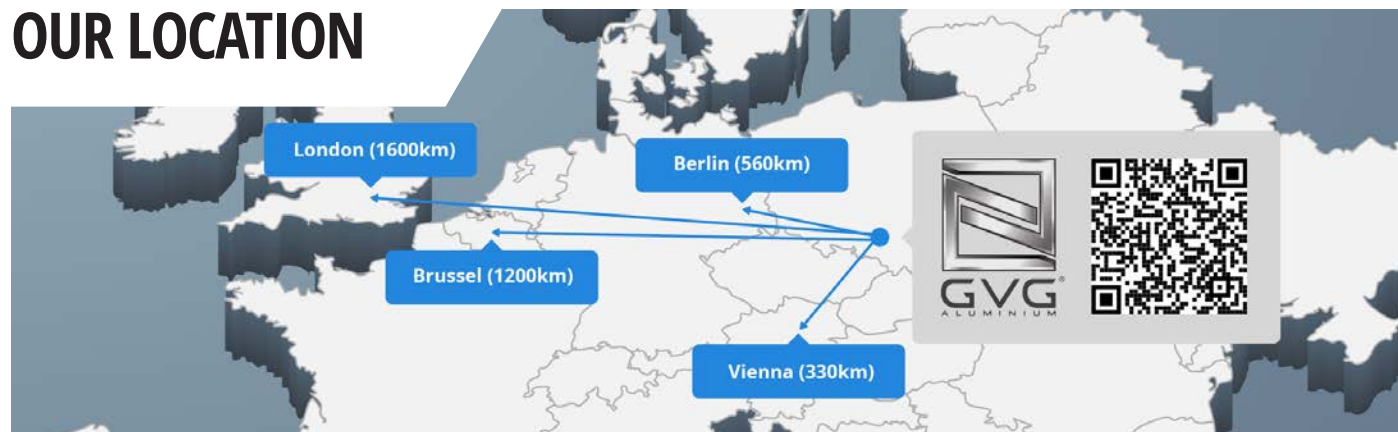 OUR LOCATION
London (1600km)
Berlin (560km)
Brussel (1200km)
Vienna (330km)
GVG®
ALUMINIUM